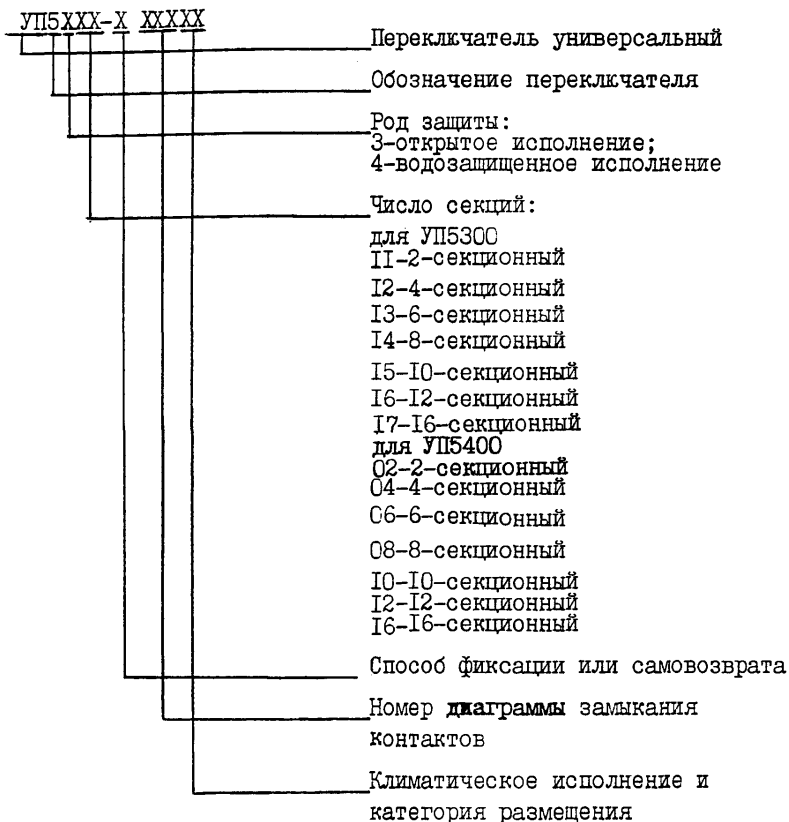 УП5ХХХ-Х ХХХХХ
Переключатель универсальный
Обозначение переключателя
Род защиты:
3-открытое исполнение;
4-водозащищенное исполнение
Число секций:
для УП5300
II-2-секционный
I2-4-секционный
I3-6-секционный
I4-8-секционный
I5-I0-секционный
I6-I2-секционный
I7-I6-секционный
для УП5400
02-2-секционный
04-4-секционный
06-6-секционный
08-8-секционный
I0-I0-секционный
I2-I2-секционный
I6-I6-секционный
Способ фиксации или самовозврата
Номер диаграммы замыкания
контактов
Климатическое исполнение и
категория размещения